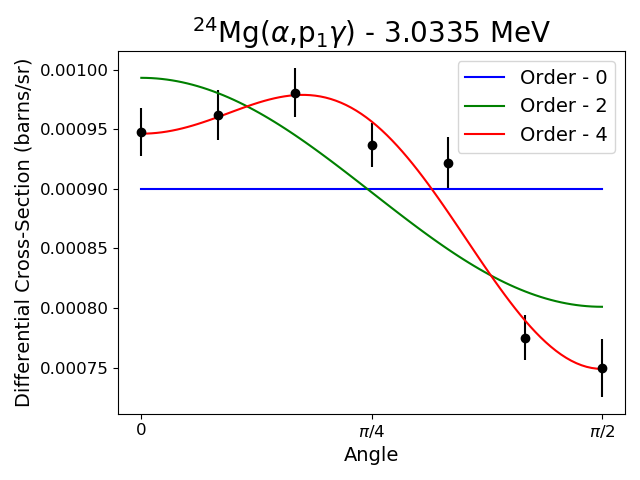 ²⁴Mg(α,p₁γ) - 3.0335 MeV
Differential Cross-Section (barns/sr)
0.00100
0.00095
0.00090
0.00085
0.00080
0.00075
Order - 0
Order - 2
Order - 4
0
π/4
π/2
Angle